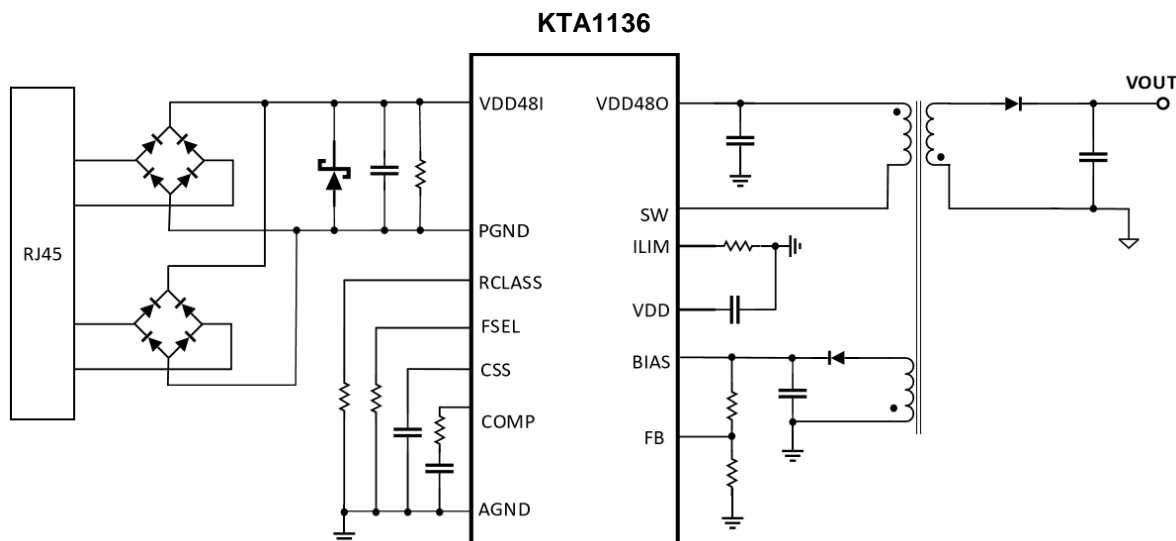 KTA1136
RJ45
VDD48I
PGND
RCLASS
FSEL
CSS
COMP
AGND
VDD48O
SW
ILIM
VDD
BIAS
FB
VOUT